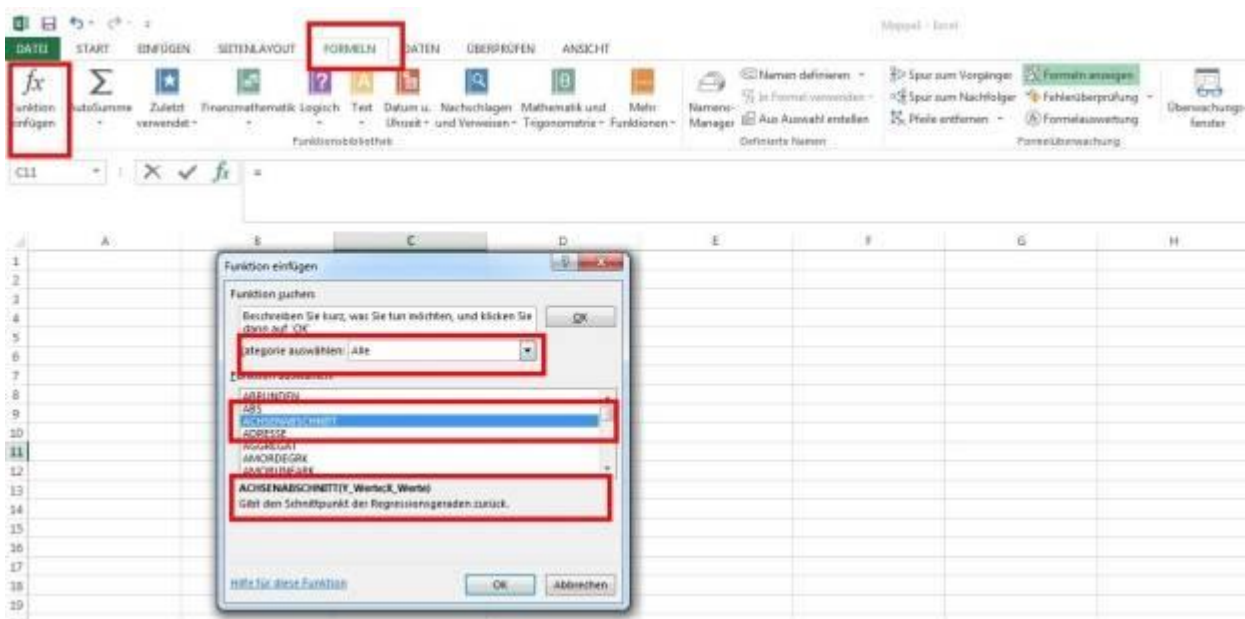 Mappe1 - Excel
DATEI START EINFÜGEN SEITENLAYOUT FORMELN DATEN ÜBERPRÜFEN ANSICHT
fx
Funktion einfügen
Σ
AutoSumme
Zuletzt verwendet
Finanzmathematik
Logisch
Text
Datum u. Uhrzeit
Nachschlagen und Verweisen
Mathematik und Trigonometrie
Mehr Funktionen
Funktionsbibliothek
Namens-Manager
Namen definieren
In Formel verwenden
Aus Auswahl erstellen
Definierte Namen
Spur zum Vorgänger
Spur zum Nachfolger
Pfeile entfernen
Formeln anzeigen
Fehlerüberprüfung
Formelauswertung
Formelüberwachung
Überwachungsfenster
C11 fx =
A B C D E F G H
1
2
3
4
5
6
7
8
9
10
11
12
13
14
15
16
17
18
19
Funktion einfügen
Funktion suchen:
Beschreiben Sie kurz, was Sie tun möchten, und klicken Sie
dann auf 'OK'
OK
Kategorie auswählen: Alle
Funktion auswählen:
ABRUNDEN
ABS
ACHSENABSCHNITT
ADRESSE
AGGREGAT
AMORDEGRK
AMORLINEARK
ACHSENABSCHNITT(Y_Werte;X_Werte)
Gibt den Schnittpunkt der Regressionsgeraden zurück.
Hilfe für diese Funktion
OK
Abbrechen